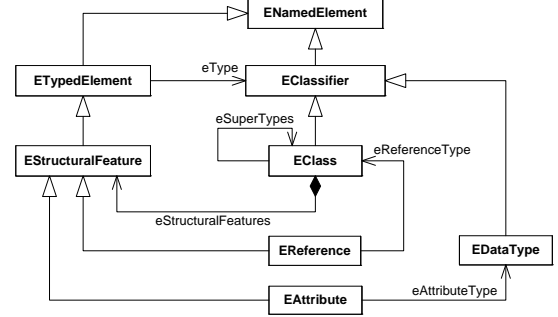 ENamedElement
eType
ETypedElement
EClassifier
eSuperTypes
eReferenceType
EStructuralFeature
EClass
eStructuralFeatures
EReference
EDataType
eAttributeType
EAttribute